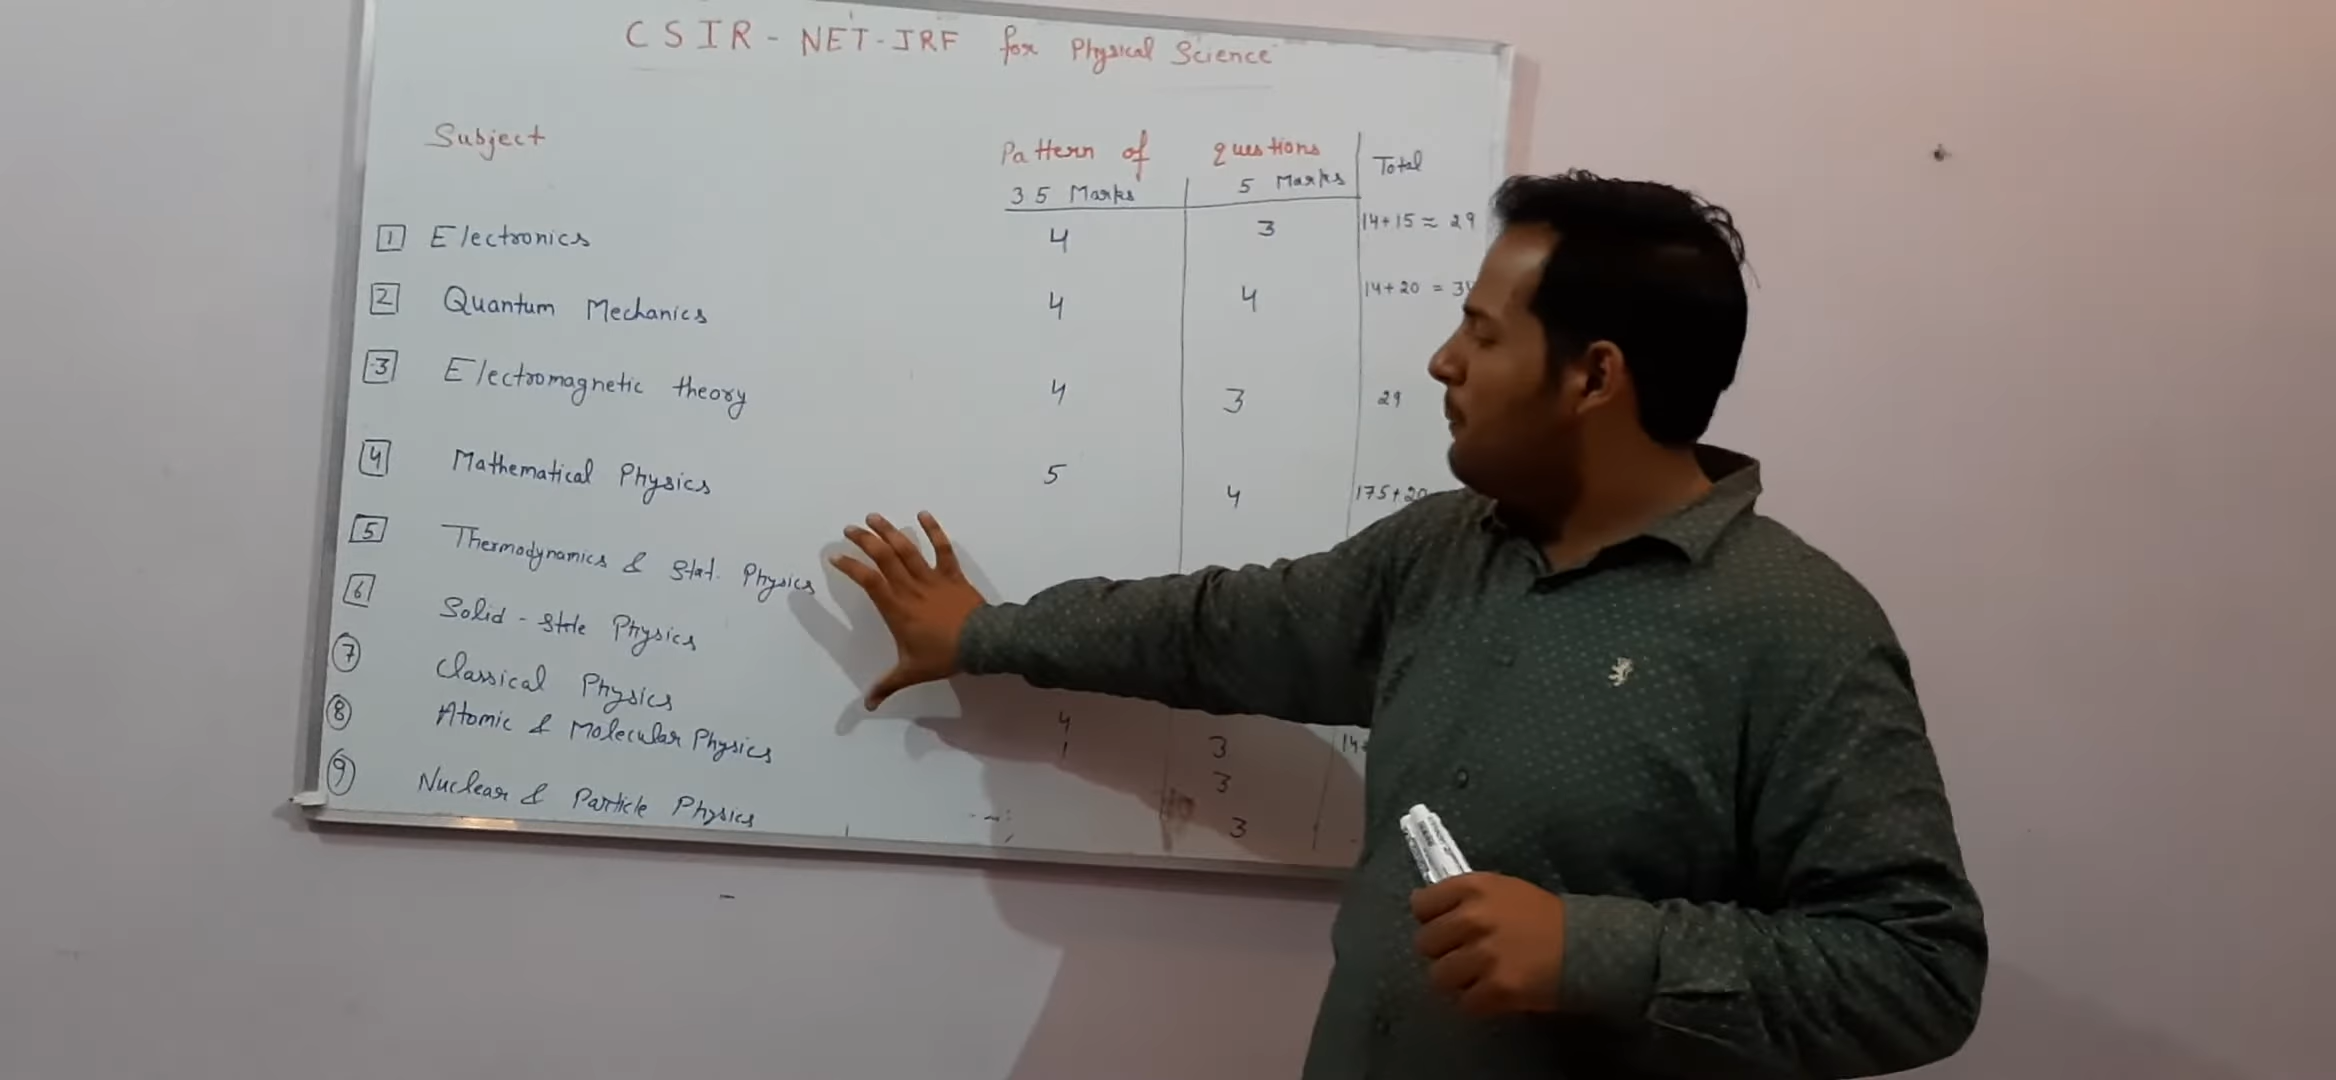 CSIR - NET - JRF for Physical Science
Subject Pattern of questions Total
35 Marks 5 Marks
1 Electronics 4 3 14+15 ≈ 29
2 Quantum Mechanics 4 4 14+20 = 34
3 Electromagnetic theory 4 3 29
4 Mathematical Physics 5 4 175+20
5 Thermodynamics & Stat. Physics
6 Solid - State Physics
7 Classical Physics 4 3 14+
8 Atomic & Molecular Physics 1 3
9 Nuclear & Particle Physics 3